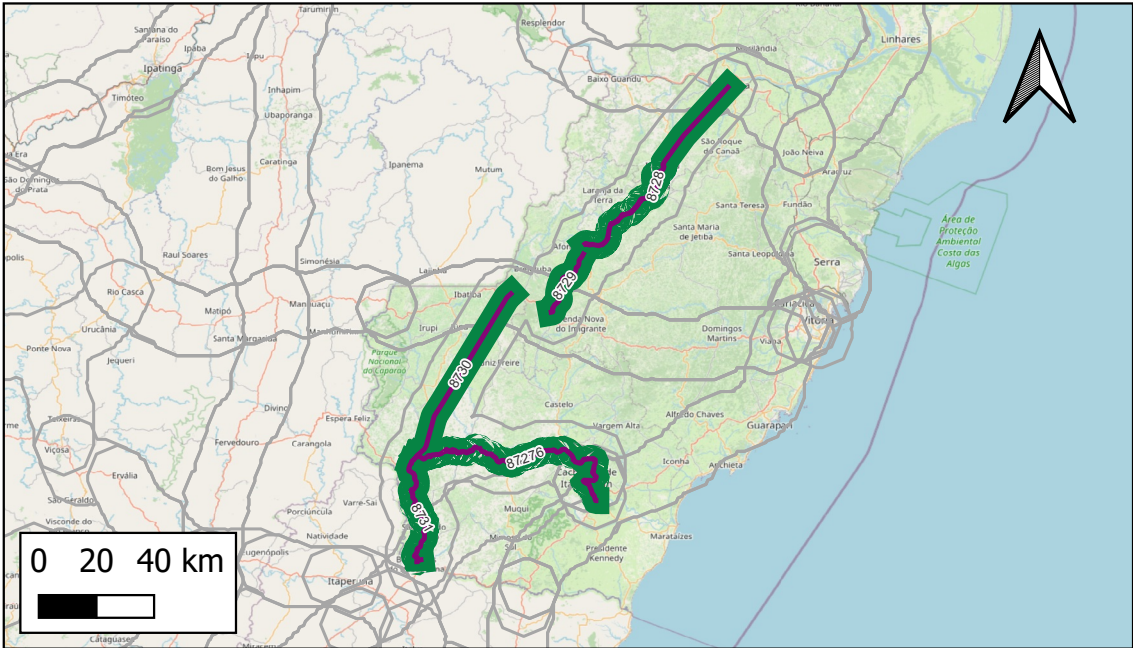 Resplendor
Santana do
Paraíso
Ipaba
Iapu
Ipatinga
Timóteo
Inhapim
Ubaporanga
Baixo Guandu
Linhares
São Domingos
do Prata
Bom Jesus
do Galho
Caratinga
Ipanema
Mutum
São Roque
do Canaã
João Neiva
Aracruz
8728
Laranja da
Terra
Santa Teresa
Fundão
Santa Maria
de Jetibá
Área de
Proteção
Ambiental
Costa das
Algas
Raul Soares
Simonésia
Lajinha
Santa Leopoldina
Serra
Rio Casca
Matipó
Ibatiba
8729
Cariacica
Vitória
Urucânia
Santa Margarida
Irupi
do Imigrante
Domingos
Martins
Viana
Ponte Nova
Jequeri
Parque
Nacional
do Caparaó
8730
Castelo
Divino
Espera Feliz
Alfredo Chaves
Guarapari
Teixeiras
Viçosa
Fervedouro
Carangola
Vargem Alta
87276
Iconha
Anchieta
Ervália
São Geraldo
Varre-Sai
Visconde do
Porciúncula
8731
Muqui
Natividade
Marataízes
Presidente
Kennedy
Itaperuna
Cataguases
0 20 40 km